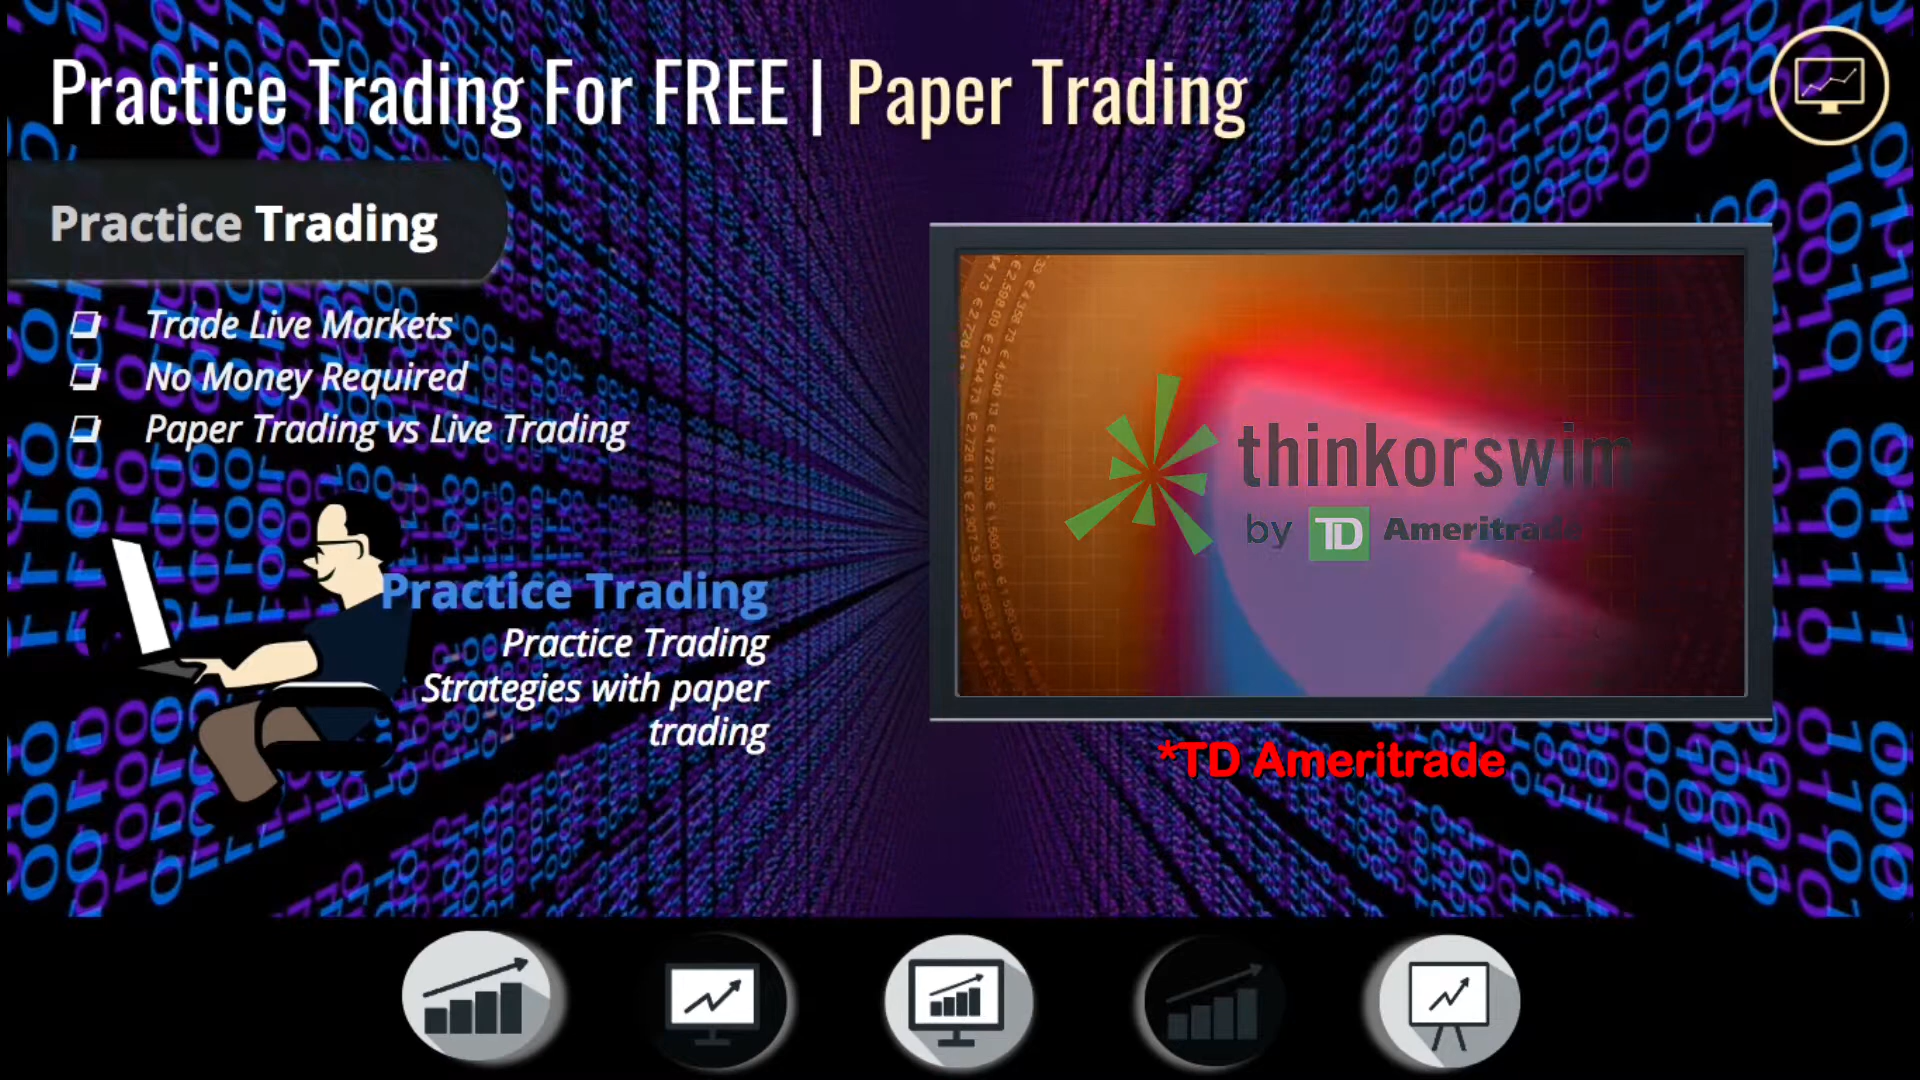 Practice Trading For FREE | Paper Trading
Practice Trading
Trade Live Markets
No Money Required
Paper Trading vs Live Trading
Practice Trading
Practice Trading
Strategies with paper
trading
thinkorswim
by TD Ameritrade
*TD Ameritrade